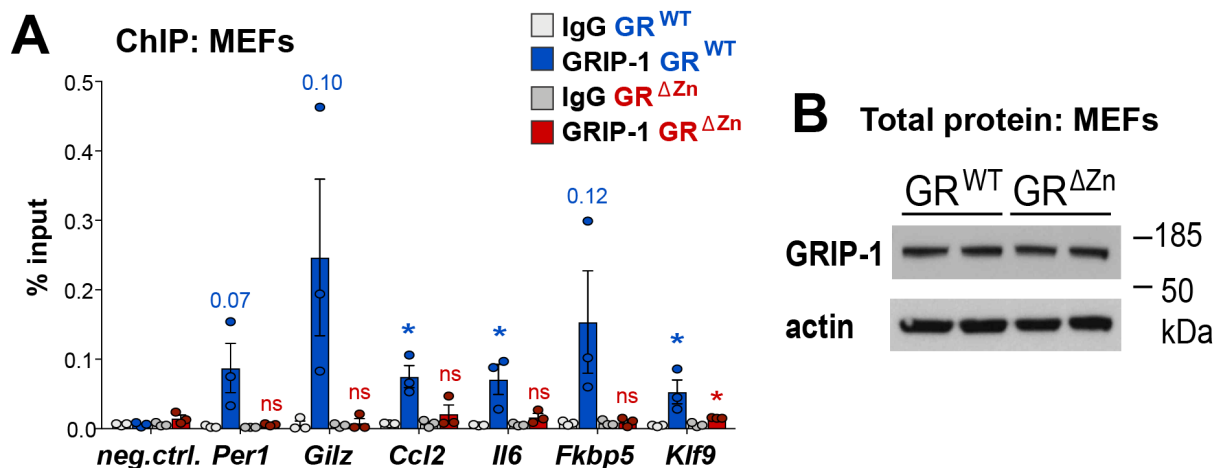 A
ChIP: MEFs
IgG GR^WT
GRIP-1 GR^WT
IgG GR^ΔZn
GRIP-1 GR^ΔZn
% input
0.5
0.4
0.3
0.2
0.1
0.0
0.07
ns
0.10
ns
*
ns
*
ns
0.12
ns
*
*
neg.ctrl. Per1 Gilz Ccl2 Il6 Fkbp5 Klf9
B
Total protein: MEFs
GR^WT GR^ΔZn
GRIP-1
–185
– 50
actin
kDa